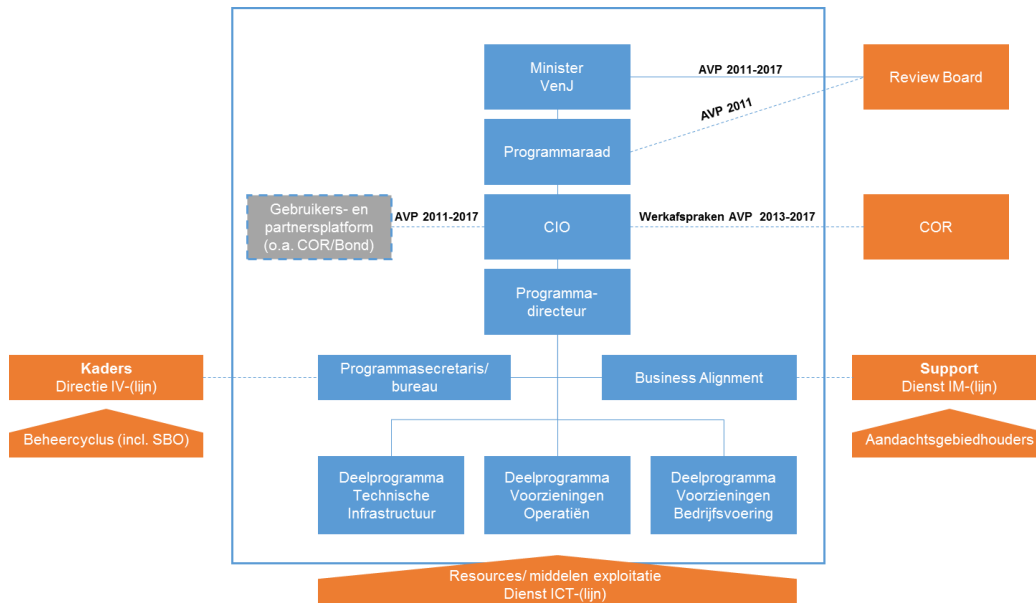 Minister
VenJ
AVP 2011-2017
Review Board
AVP 2011
Programmaraad
Gebruikers- en
partnersplatform
(o.a. COR/Bond)
AVP 2011-2017
CIO
Werkafspraken AVP 2013-2017
COR
Programma-
directeur
Kaders
Directie IV-(lijn)
Programmasecretaris/
bureau
Business Alignment
Support
Dienst IM-(lijn)
Beheercyclus (incl. SBO)
Aandachtsgebiedhouders
Deelprogramma
Technische
Infrastructuur
Deelprogramma
Voorzieningen
Operatiën
Deelprogramma
Voorzieningen
Bedrijfsvoering
Resources/ middelen exploitatie
Dienst ICT-(lijn)